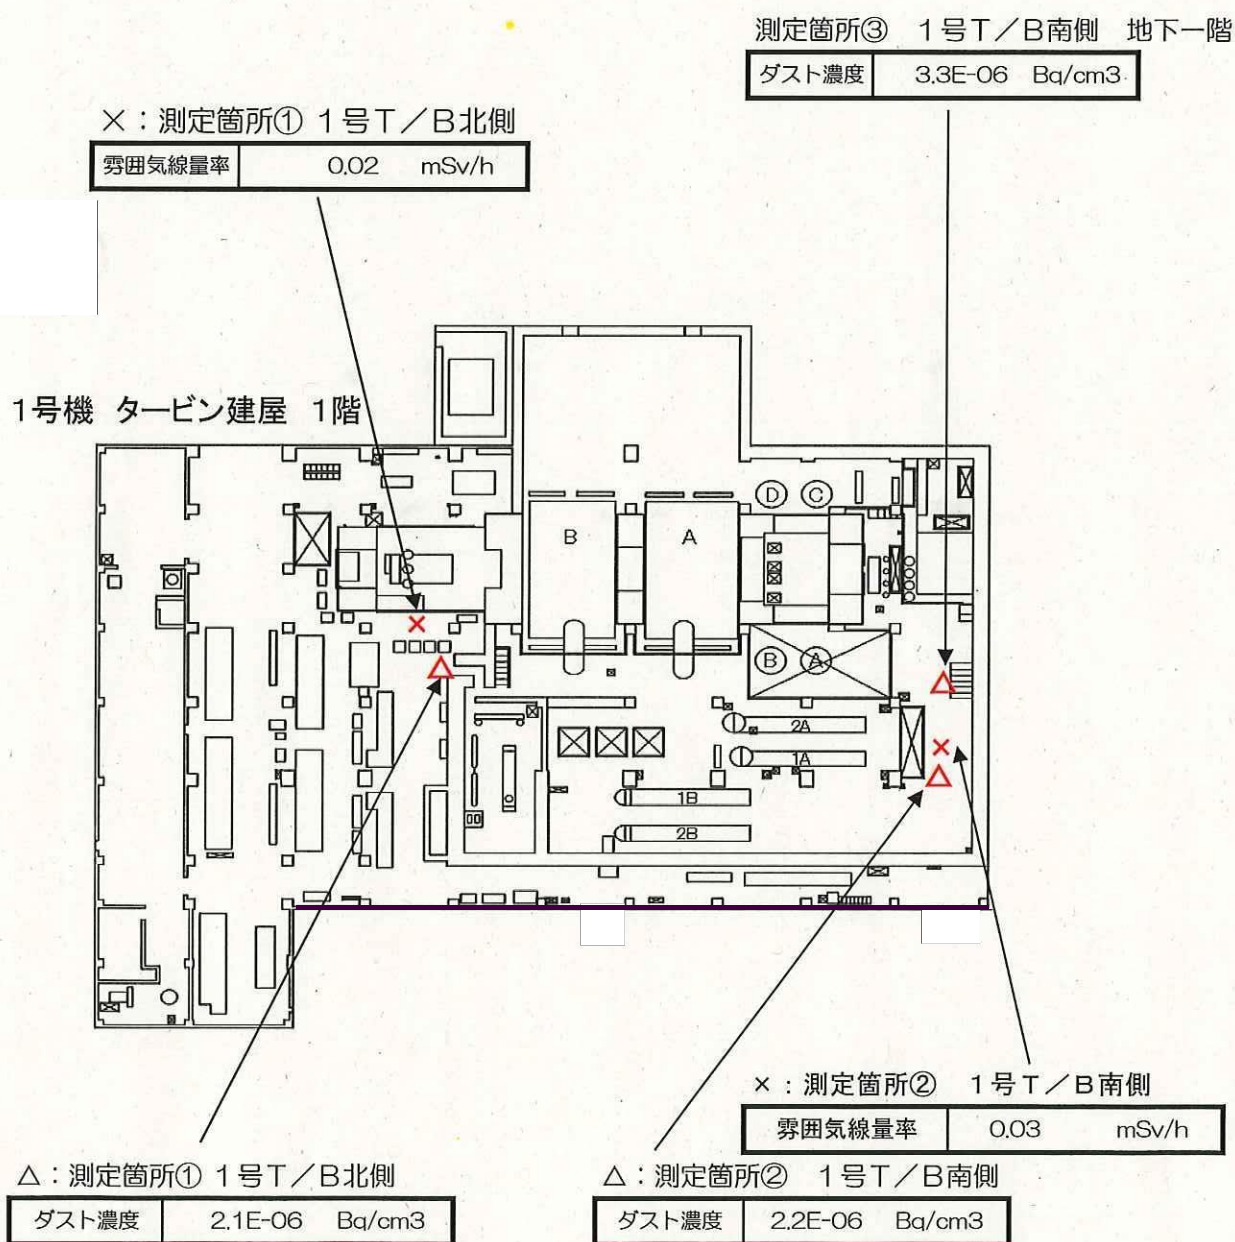 測定箇所③ 1号T/B南側 地下一階
ダスト濃度 3.3E-06 Bq/cm3
×:測定箇所① 1号T/B北側
雰囲気線量率 0.02 mSv/h
1号機 タービン建屋 1階
D C
B A
B A
2A
1A
1B
2B
×:測定箇所② 1号T/B南側
雰囲気線量率 0.03 mSv/h
△:測定箇所① 1号T/B北側
ダスト濃度 2.1E-06 Bq/cm3
△:測定箇所② 1号T/B南側
ダスト濃度 2.2E-06 Bq/cm3